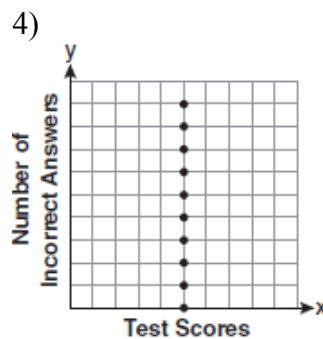 4)
y
Number of
Incorrect Answers
x
Test Scores